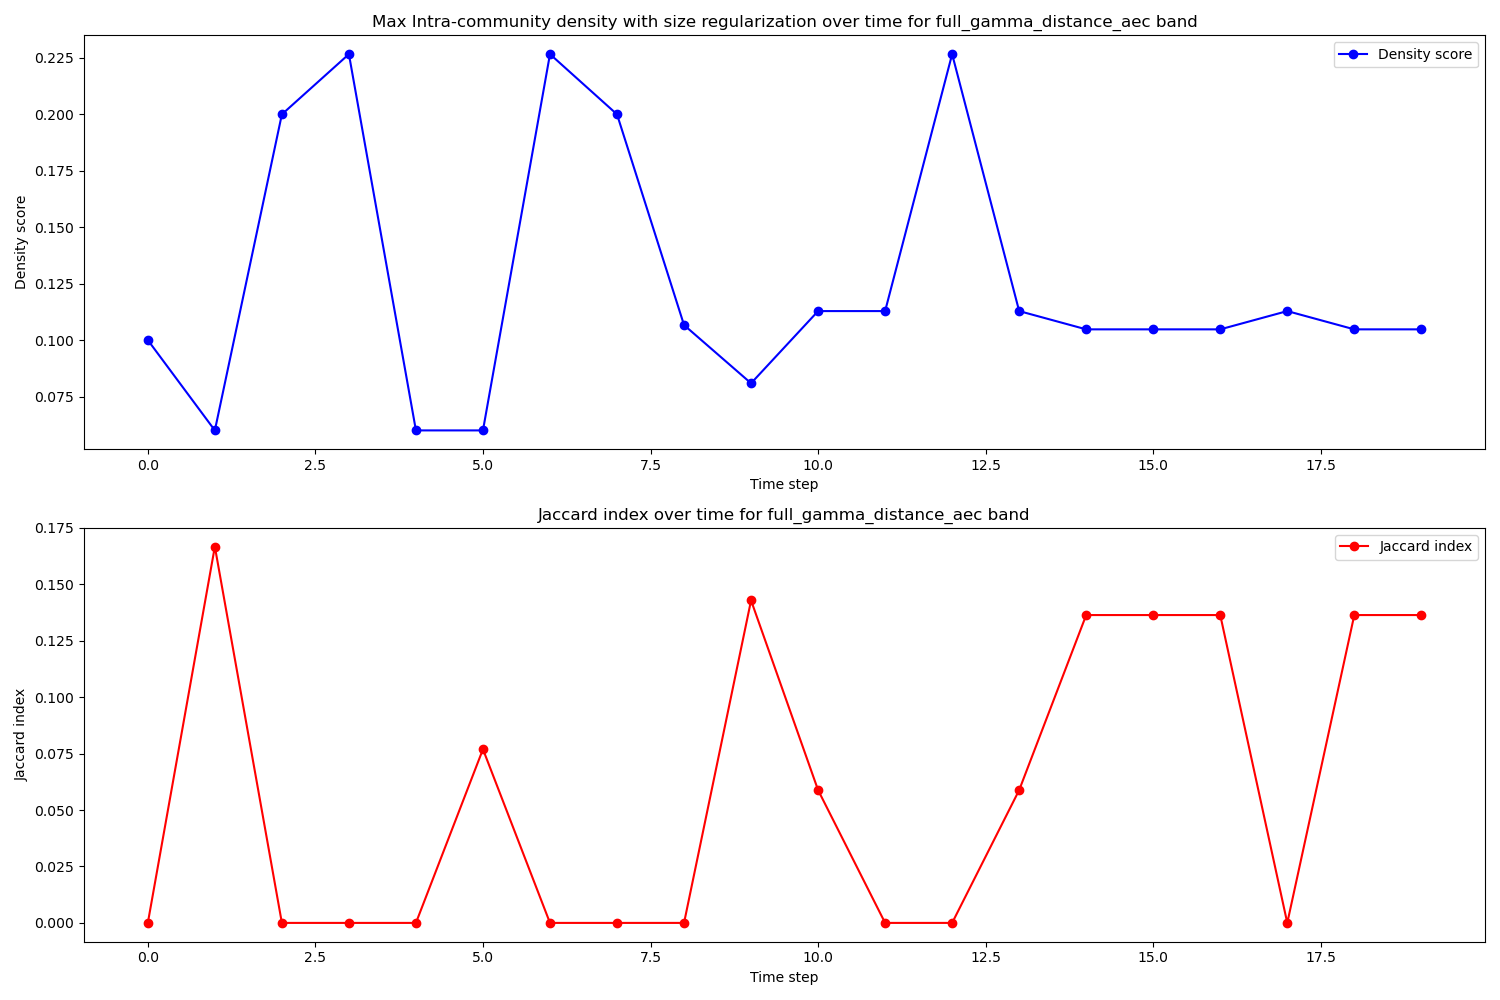 Max Intra-community density with size regularization over time for full_gamma_distance_aec band
Density score
0.225
0.200
0.175
0.150
0.125
0.100
0.075
Density score
0.0 2.5 5.0 7.5 10.0 12.5 15.0 17.5
Time step
Jaccard index over time for full_gamma_distance_aec band
Jaccard index
0.175
0.150
0.125
0.100
0.075
0.050
0.025
0.000
Jaccard index
0.0 2.5 5.0 7.5 10.0 12.5 15.0 17.5
Time step